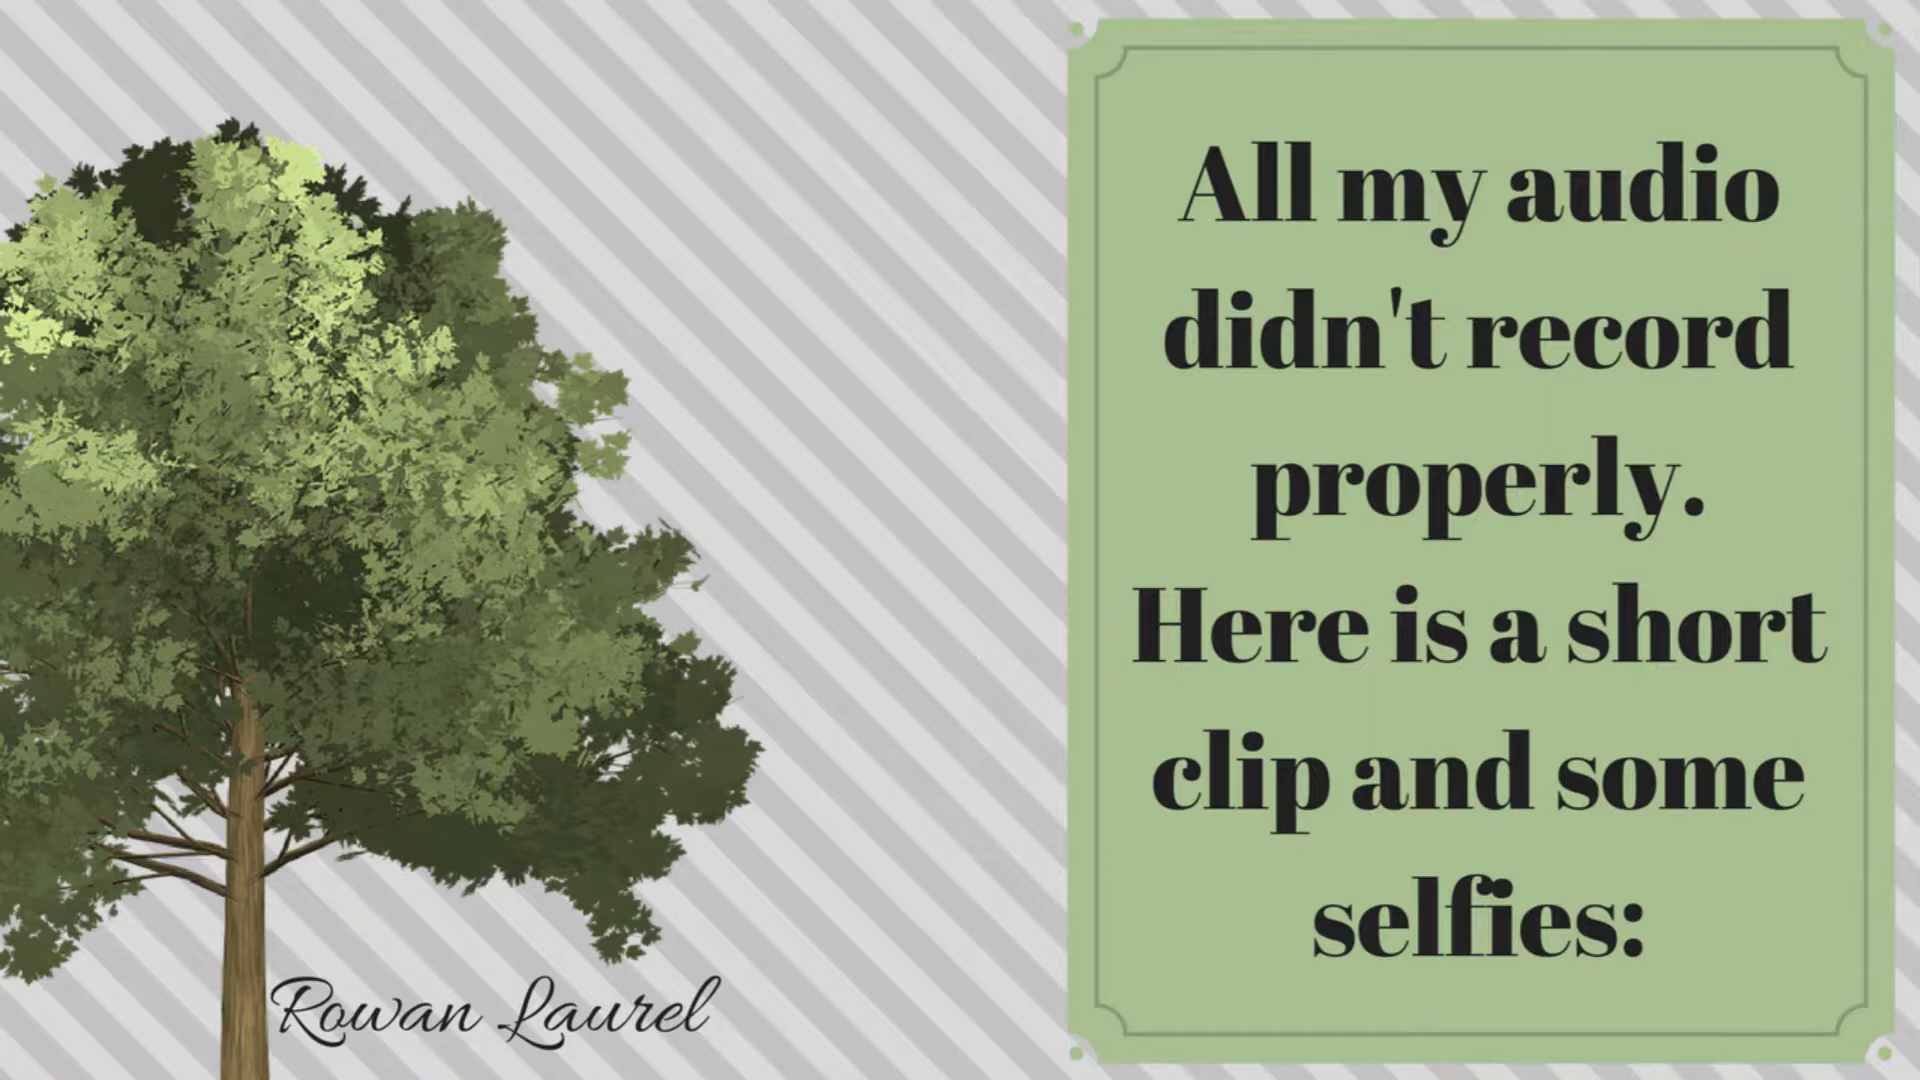 All my audio
didn't record
properly.
Here is a short
clip and some
selfies:
Rowan Laurel